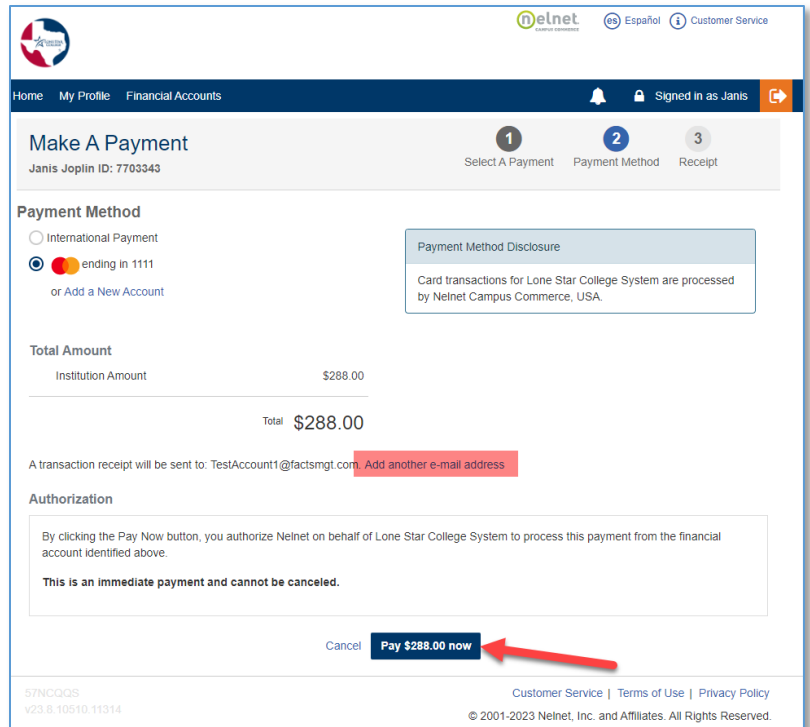 LONE STAR COLLEGE
nelnet
CAMPUS COMMERCE
es Español i Customer Service
Home My Profile Financial Accounts
Signed in as Janis
Make A Payment
Janis Joplin ID: 7703343
1 2 3
Select A Payment Payment Method Receipt
Payment Method
International Payment
ending in 1111
or Add a New Account
Payment Method Disclosure
Card transactions for Lone Star College System are processed
by Nelnet Campus Commerce, USA.
Total Amount
Institution Amount $288.00
Total $288.00
A transaction receipt will be sent to: TestAccount1@factsmgt.com. Add another e-mail address
Authorization
By clicking the Pay Now button, you authorize Nelnet on behalf of Lone Star College System to process this payment from the financial
account identified above.
This is an immediate payment and cannot be canceled.
Cancel Pay $288.00 now
57NCQQS
v23.8.10510.11314
Customer Service | Terms of Use | Privacy Policy
© 2001-2023 Nelnet, Inc. and Affiliates. All Rights Reserved.